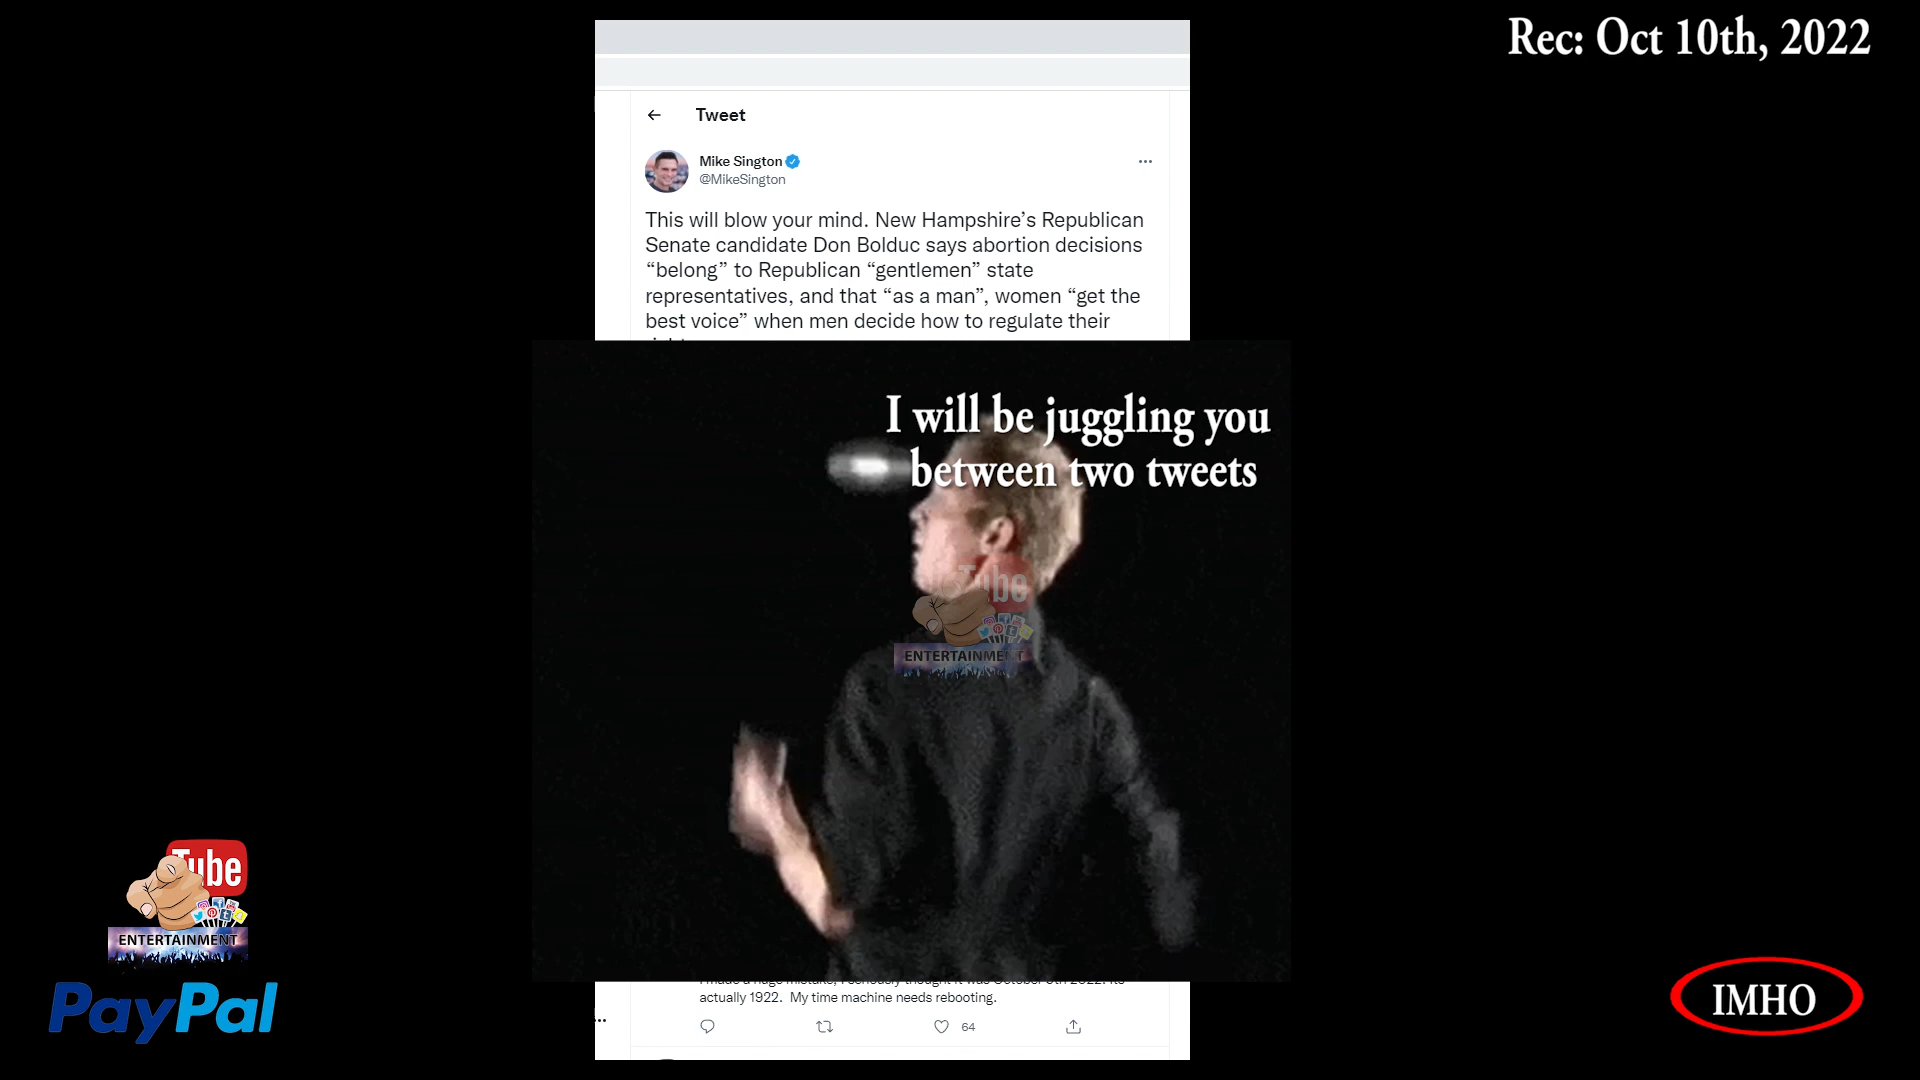 Rec: Oct 10th, 2022
Tweet
Mike Sington
@MikeSington
This will blow your mind. New Hampshire’s Republican
Senate candidate Don Bolduc says abortion decisions
“belong” to Republican “gentlemen” state
representatives, and that “as a man”, women “get the
best voice” when men decide how to regulate their
I will be juggling you
between two tweets
Tube
ENTERTAINMENT
actually 1922. My time machine needs rebooting.
64
Tube
ENTERTAINMENT
PayPal
IMHO